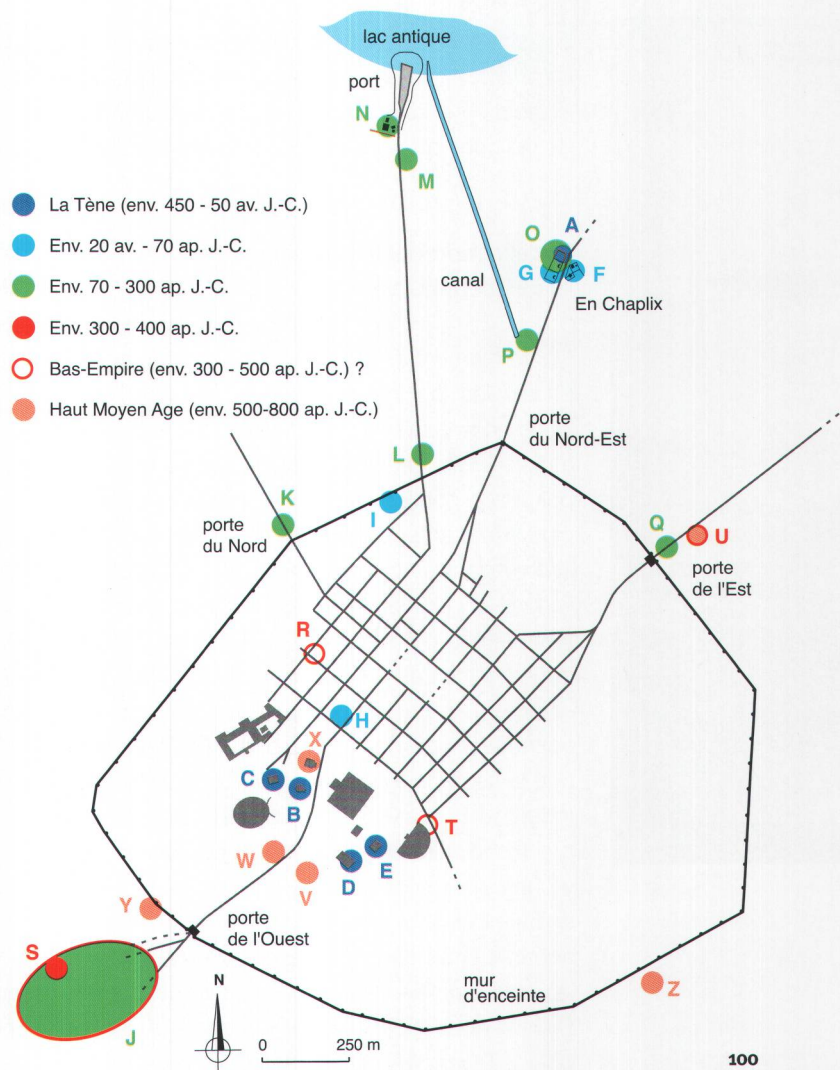 lac antique
port
N
M
La Tène (env. 450 - 50 av. J.-C.)
Env. 20 av. - 70 ap. J.-C.
Env. 70 - 300 ap. J.-C.
Env. 300 - 400 ap. J.-C.
Bas-Empire (env. 300 - 500 ap. J.-C.) ?
Haut Moyen Age (env. 500-800 ap. J.-C.)
O
A
G
F
canal
En Chaplix
P
porte
du Nord-Est
L
K
I
porte
du Nord
Q
U
porte
de l'Est
R
H
X
C
B
T
W
E
D
V
Y
porte
de l'Ouest
S
J
N
0
250 m
mur
d'enceinte
Z
100